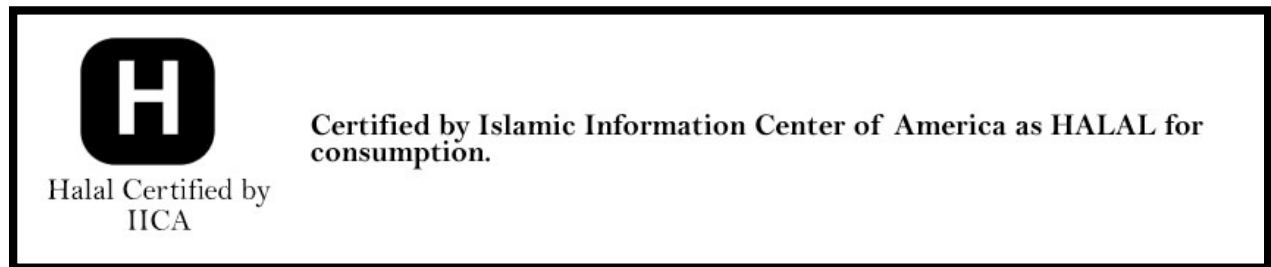 H
Halal Certified by
IICA
Certified by Islamic Information Center of America as HALAL for
consumption.